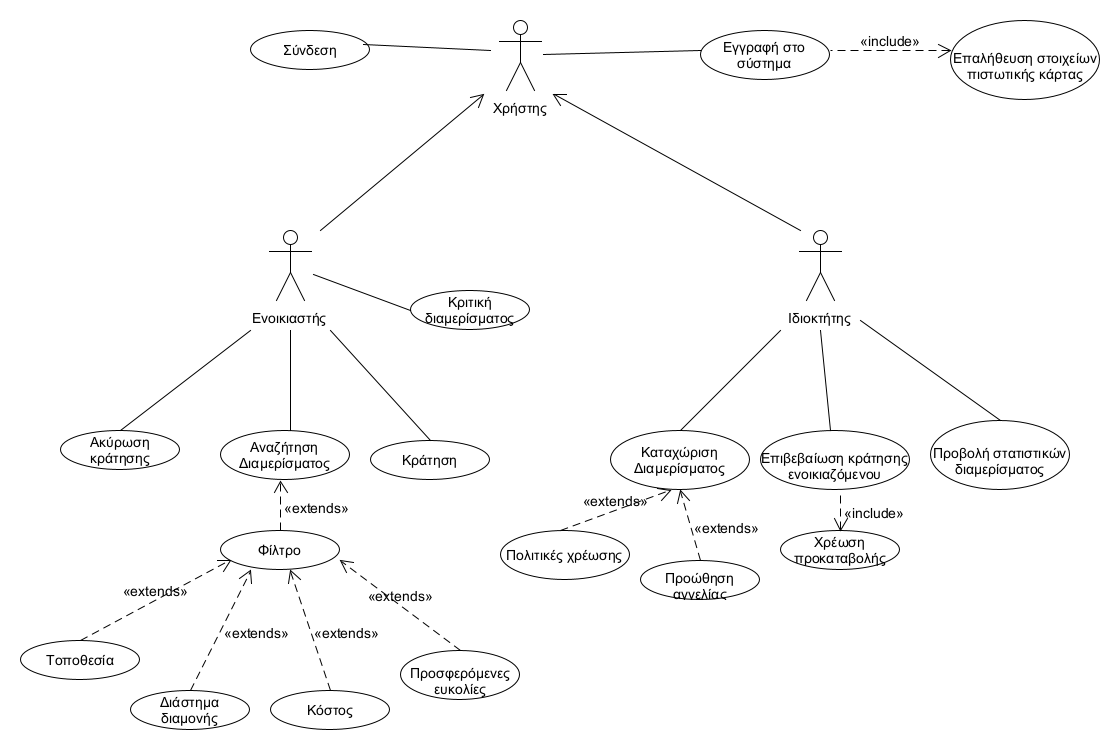 Σύνδεση
Εγγραφή στο
σύστημα
«include»
Επαλήθευση στοιχείων
πιστωτικής κάρτας
Χρήστης
Ενοικιαστής
Κριτική
διαμερίσματος
Ιδιοκτήτης
Ακύρωση
κράτησης
Αναζήτηση
Διαμερίσματος
Κράτηση
Καταχώριση
Διαμερίσματος
Επιβεβαίωση κράτησης
ενοικιαζόμενου
Προβολή στατιστικών
διαμερίσματος
«extends»
«extends»
«extends»
«include»
Φίλτρο
Πολιτικές χρέωσης
Προώθηση
αγγελίας
Χρέωση
προκαταβολής
«extends»
«extends»
«extends»
«extends»
Τοποθεσία
Διάστημα
διαμονής
Κόστος
Προσφερόμενες
ευκολίες